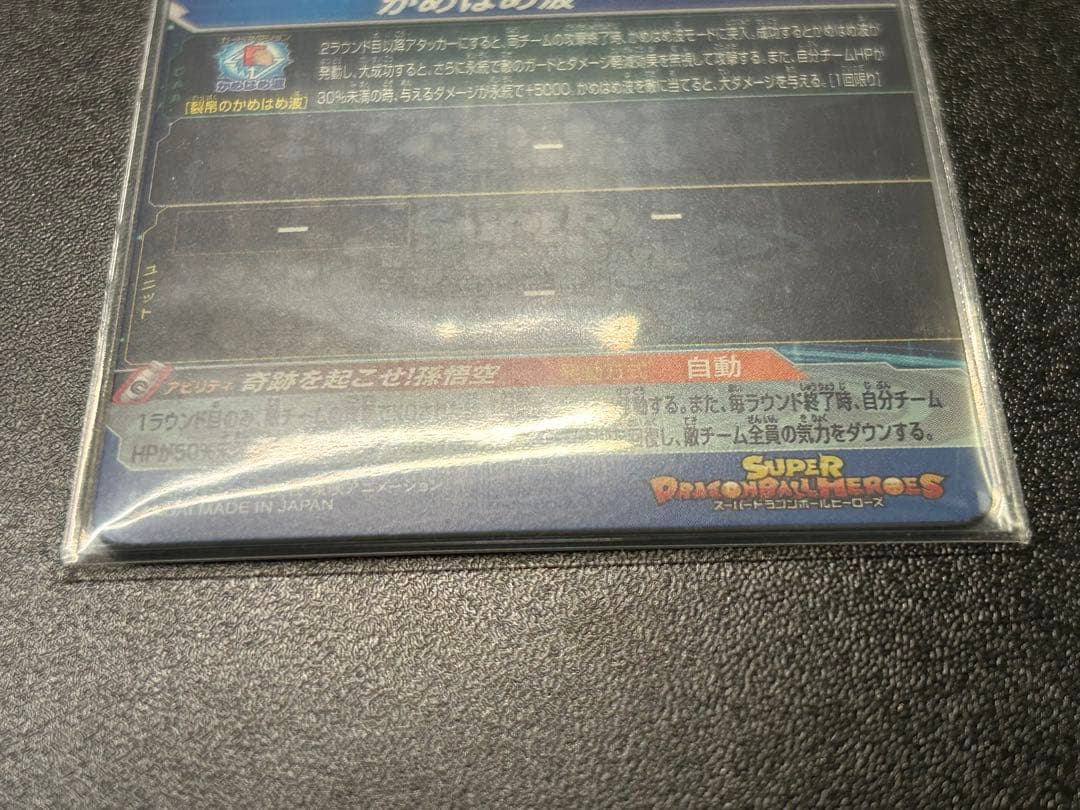 かめはめ波
2ラウンド目以降アタッカーにすると、両チームの攻撃終了後、かめはめ波モードに突入。成功するとかめはめ波が
発動し、大成功すると、さらに永続で敵のガードとダメージ軽減効果を無視して攻撃する。また、自分チームHPが
30%未満の時、与えるダメージが永続で+5000。かめはめ波を敵に当てると、大ダメージを与える。[1回限り]
1
かめはめ波
[裂帛のかめはめ波]
ー
ー ー
ユニット
ー
アビリティ 奇跡を起こせ!孫悟空 自動
1ラウンド目のみ、 動する。また、毎ラウンド終了時、自分チーム
HPが50 回復し、敵チーム全員の気力をダウンする。
MADE IN JAPAN
SUPER
DRAGONBALL HEROES
スーパードラゴンボールヒーローズ